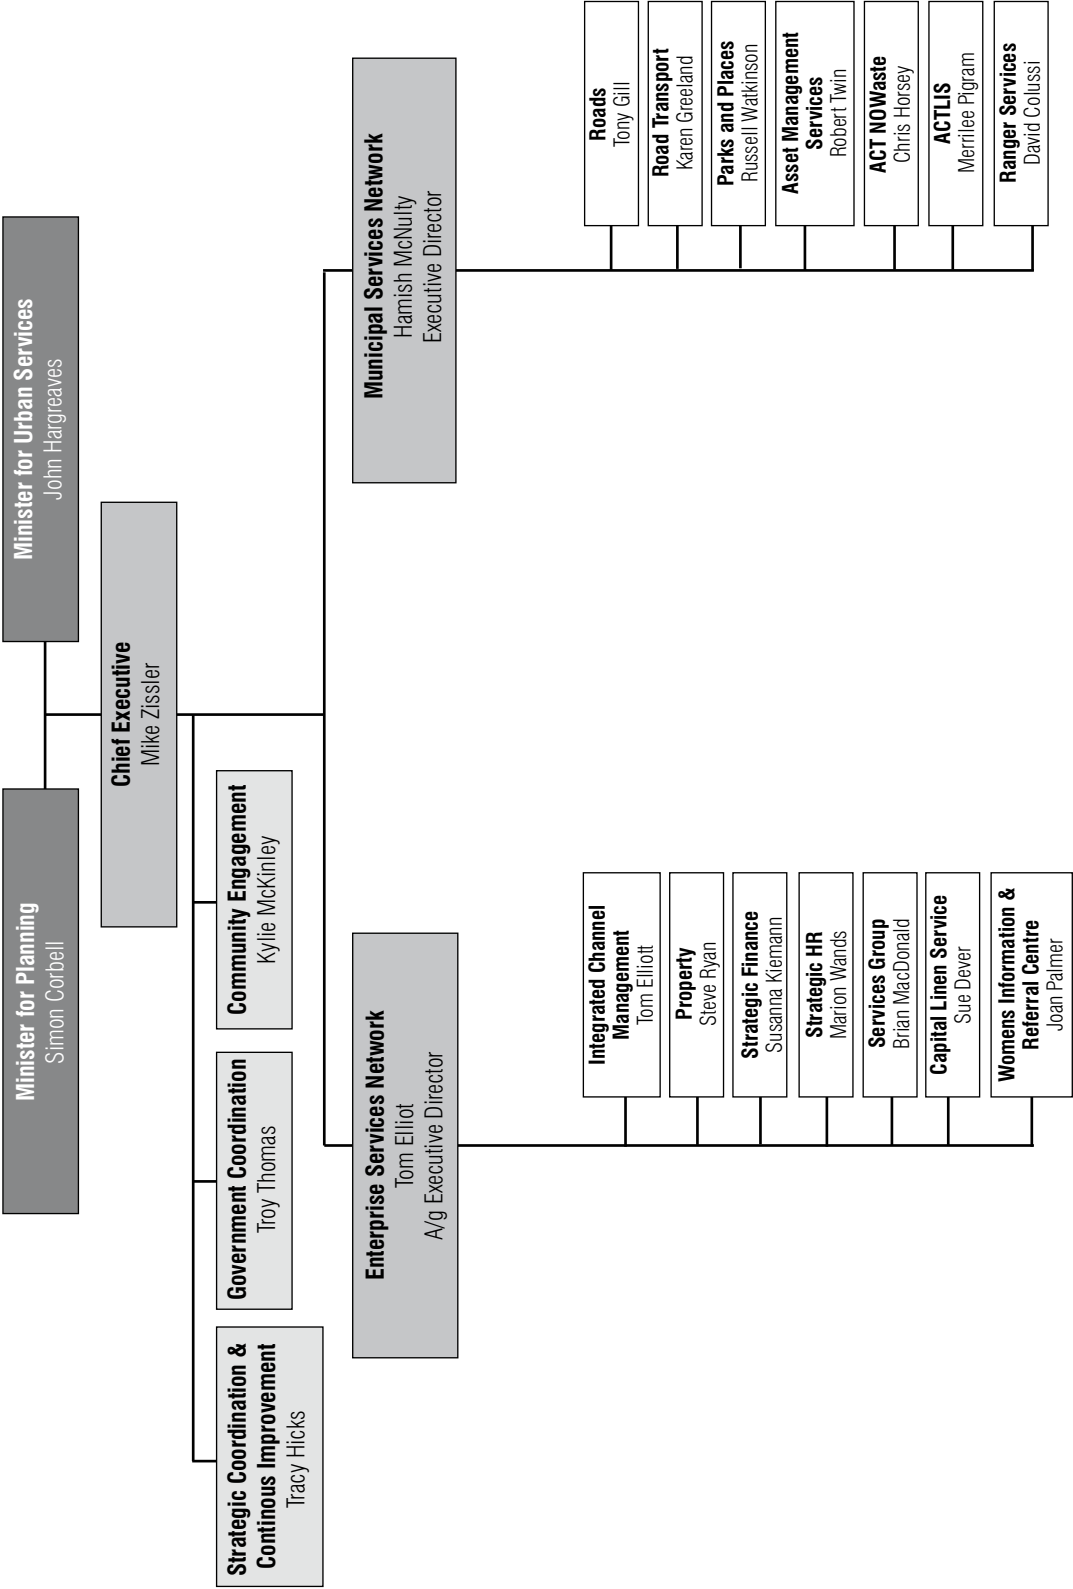 Minister for Planning
Simon Corbell
Minister for Urban Services
John Hargreaves
Chief Executive
Mike Zissler
Strategic Coordination &
Continous Improvement
Tracy Hicks
Government Coordination
Troy Thomas
Community Engagement
Kylie McKinley
Enterprise Services Network
Tom Elliot
A/g Executive Director
Municipal Services Network
Hamish McNulty
Executive Director
Integrated Channel
Management
Tom Elliott
Property
Steve Ryan
Strategic Finance
Susanna Kiemann
Strategic HR
Marion Wands
Services Group
Brian MacDonald
Capital Linen Service
Sue Dever
Womens Information &
Referral Centre
Joan Palmer
Roads
Tony Gill
Road Transport
Karen Greeland
Parks and Places
Russell Watkinson
Asset Management
Services
Robert Twin
ACT NOWaste
Chris Horsey
ACTLIS
Merrilee Pigram
Ranger Services
David Colussi